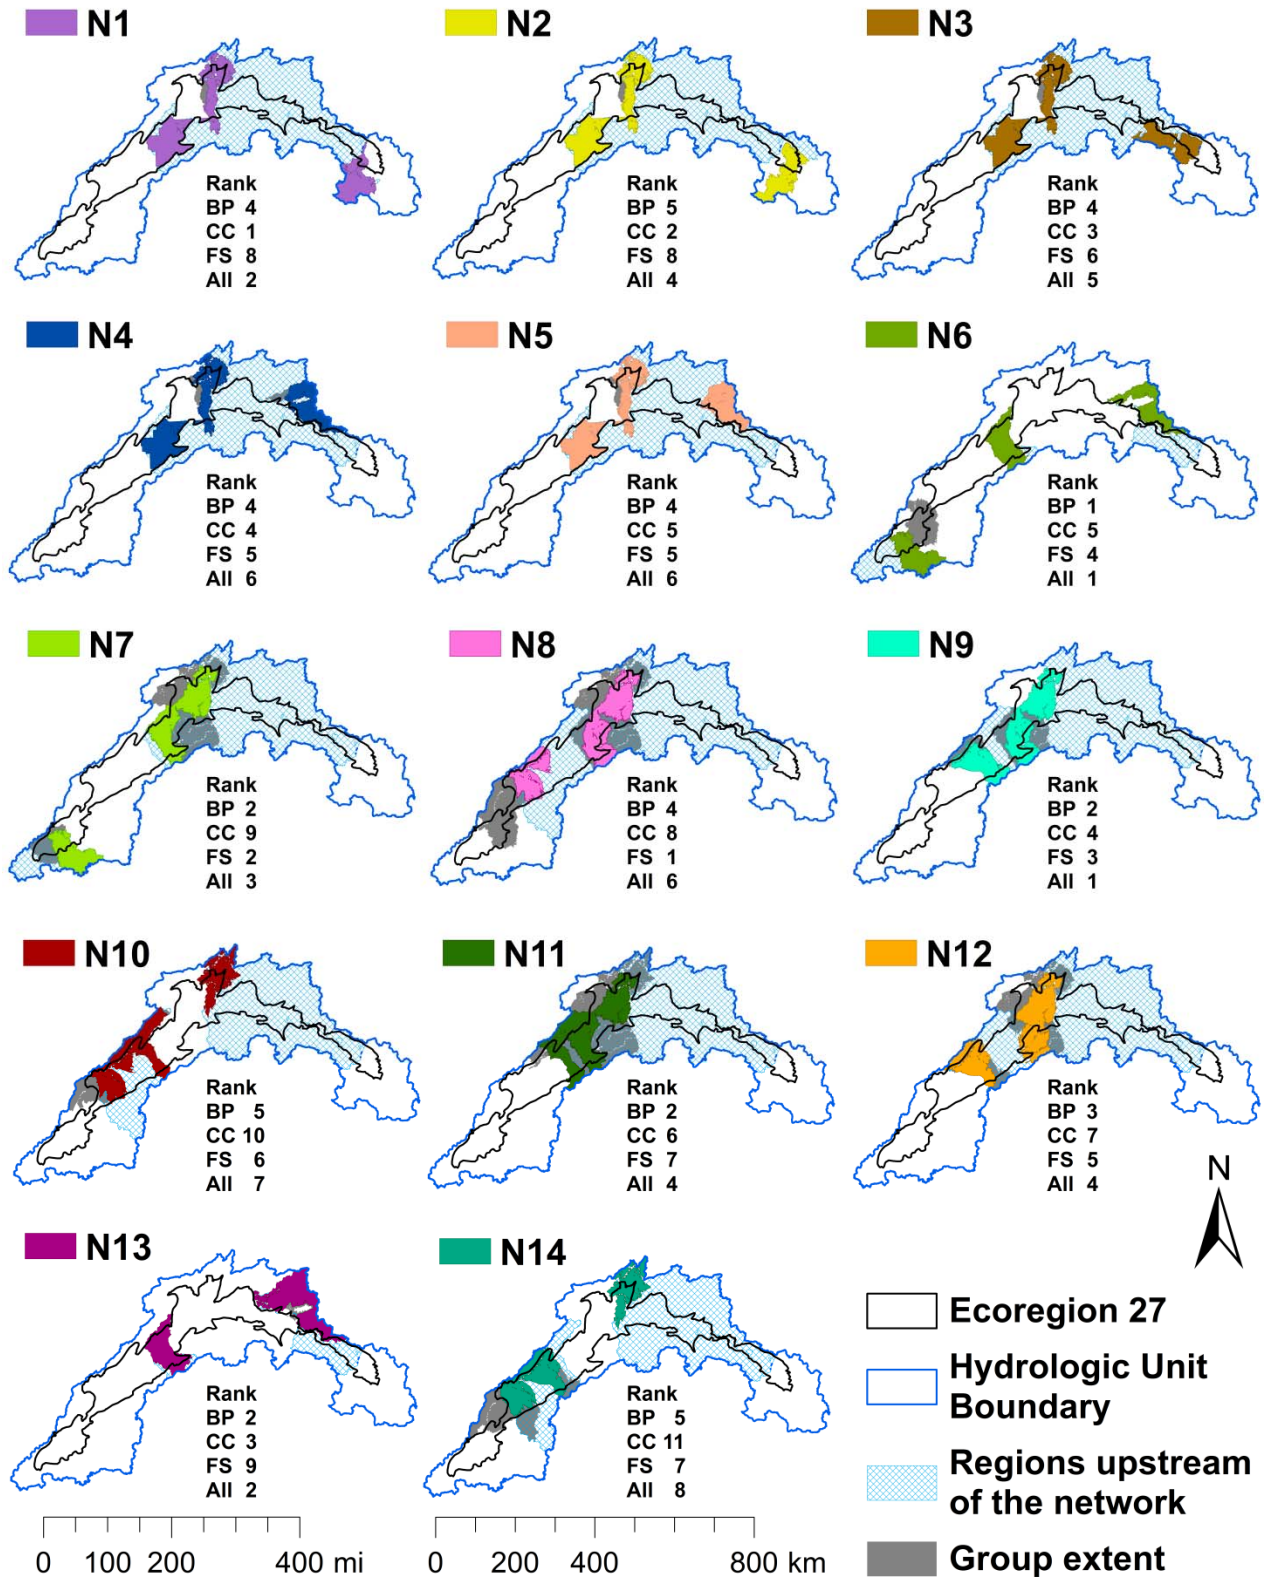 N1
Rank
BP 4
CC 1
FS 8
All 2
N2
Rank
BP 5
CC 2
FS 8
All 4
N3
Rank
BP 4
CC 3
FS 6
All 5
N4
Rank
BP 4
CC 4
FS 5
All 6
N5
Rank
BP 4
CC 5
FS 5
All 6
N6
Rank
BP 1
CC 5
FS 4
All 1
N7
Rank
BP 2
CC 9
FS 2
All 3
N8
Rank
BP 4
CC 8
FS 1
All 6
N9
Rank
BP 2
CC 4
FS 3
All 1
N10
Rank
BP 5
CC 10
FS 6
All 7
N11
Rank
BP 2
CC 6
FS 7
All 4
N12
Rank
BP 3
CC 7
FS 5
All 4
N13
Rank
BP 2
CC 3
FS 9
All 2
N14
Rank
BP 5
CC 11
FS 7
All 8
N
Ecoregion 27
Hydrologic Unit
Boundary
Regions upstream
of the network
Group extent
0 100 200 400 mi
0 200 400 800 km